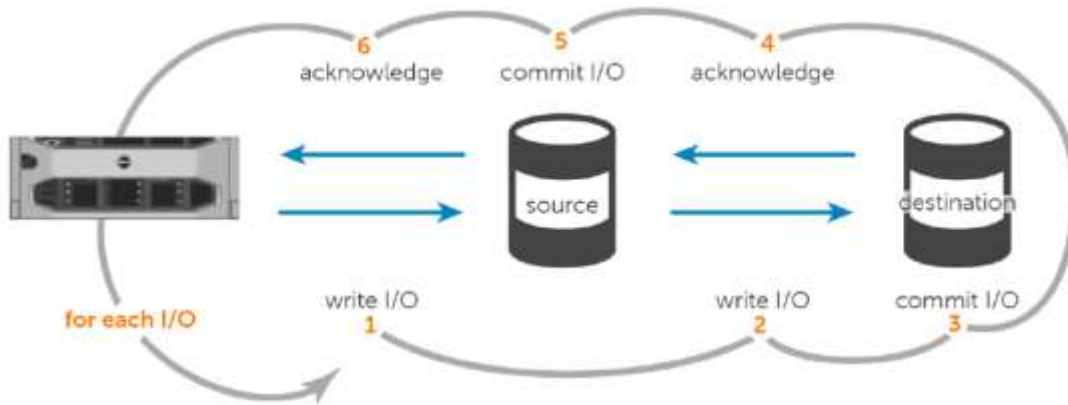 6
5
4
acknowledge
commit I/O
acknowledge
source
destination
for each I/O
write I/O
1
write I/O
2
commit I/O
3